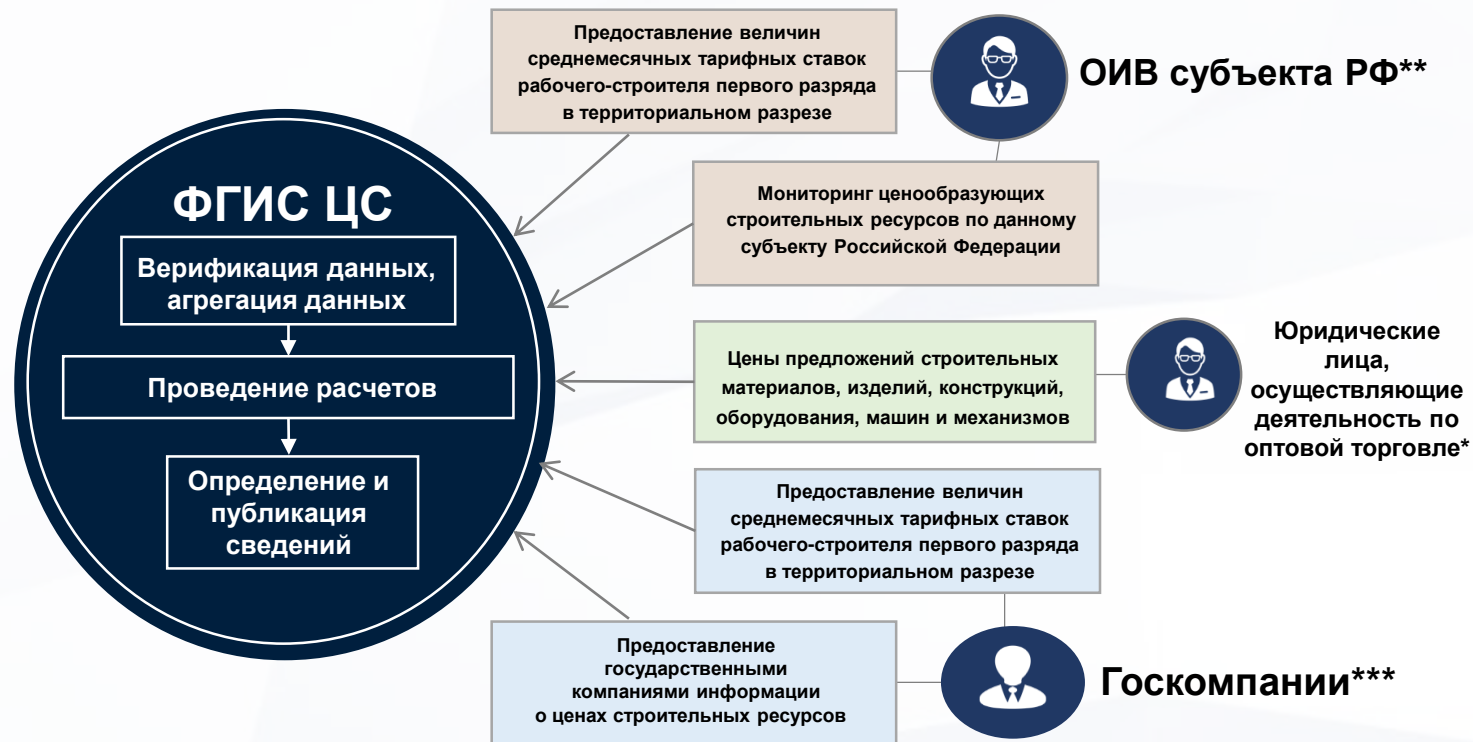 Предоставление величин
среднемесячных тарифных ставок
рабочего-строителя первого разряда
в территориальном разрезе
ОИВ субъекта РФ**
Мониторинг ценообразующих
строительных ресурсов по данному
субъекту Российской Федерации
ФГИС ЦС
Верификация данных,
агрегация данных
Проведение расчетов
Определение и
публикация
сведений
Цены предложений строительных
материалов, изделий, конструкций,
оборудования, машин и механизмов
Юридические
лица,
осуществляющие
деятельность по
оптовой торговле*
Предоставление величин
среднемесячных тарифных ставок
рабочего-строителя первого разряда
в территориальном разрезе
Предоставление
государственными
компаниями информации
о ценах строительных ресурсов
Госкомпании***